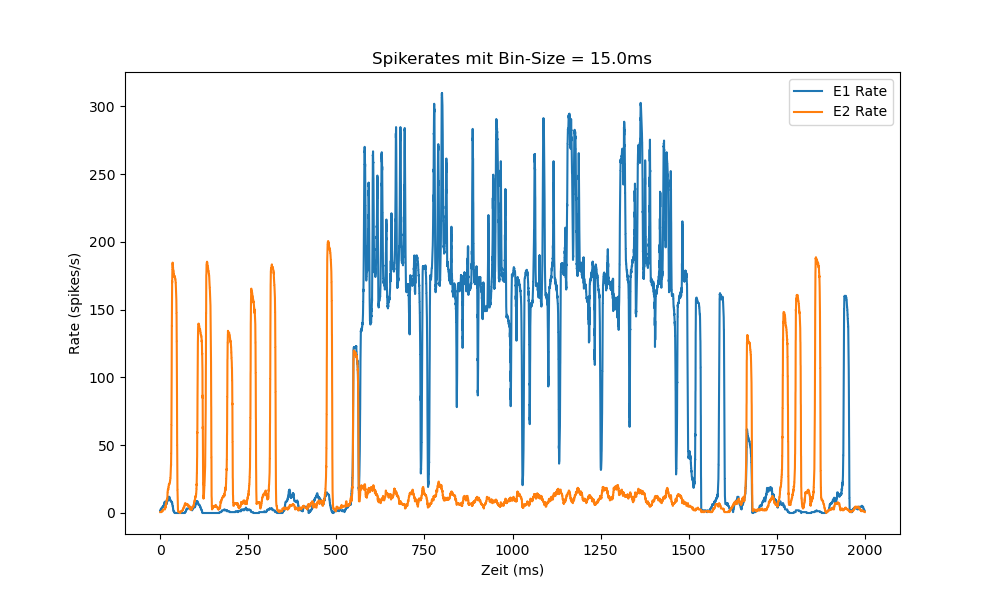 Spikerates mit Bin-Size = 15.0ms
E1 Rate
E2 Rate
Rate (spikes/s)
300
250
200
150
100
50
0
0 250 500 750 1000 1250 1500 1750 2000
Zeit (ms)